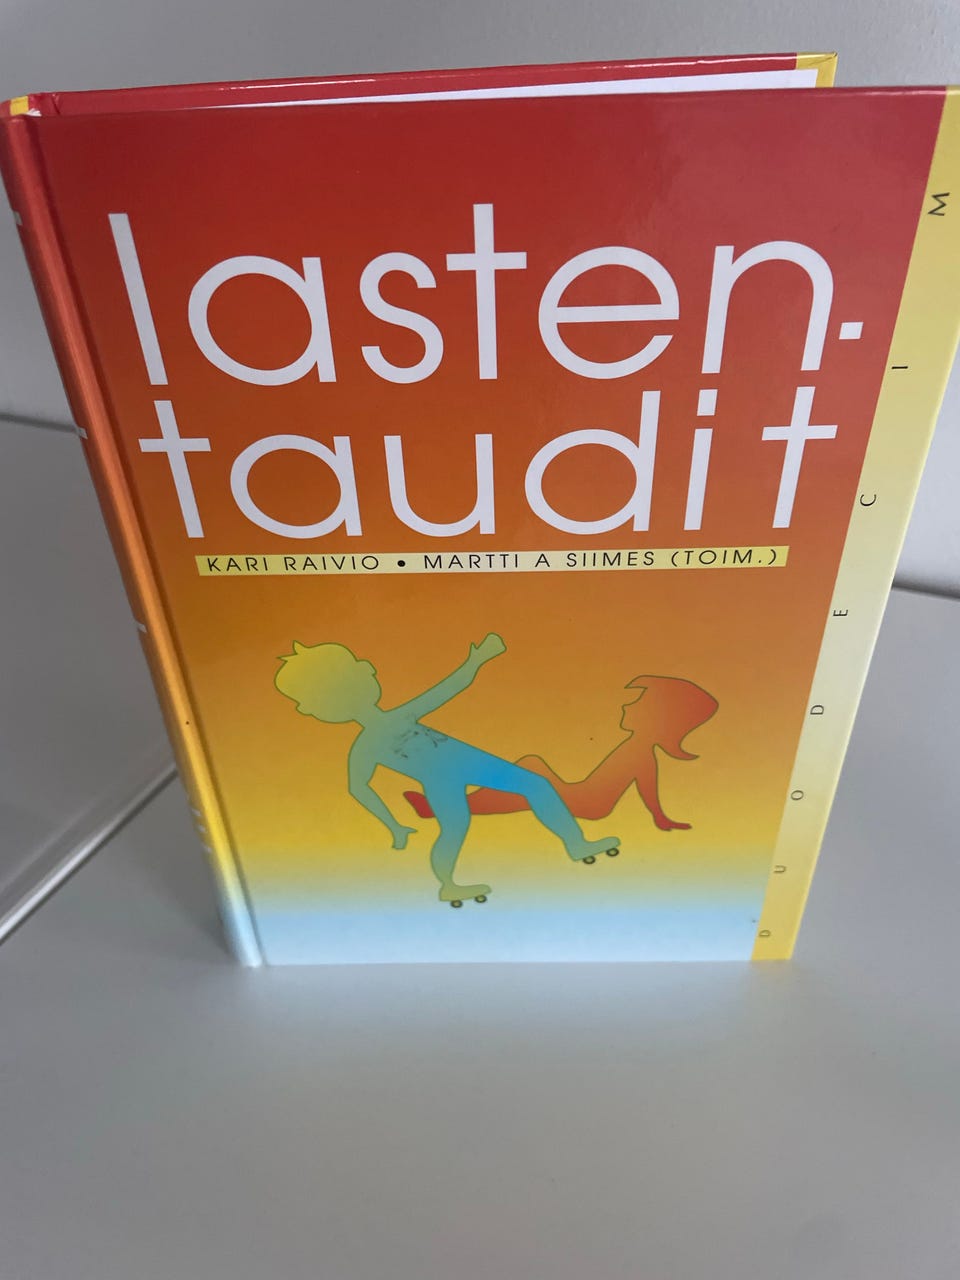 lasten-
taudit
KARI RAIVIO • MARTTI A SIIMES (TOIM.)
DUODECIM